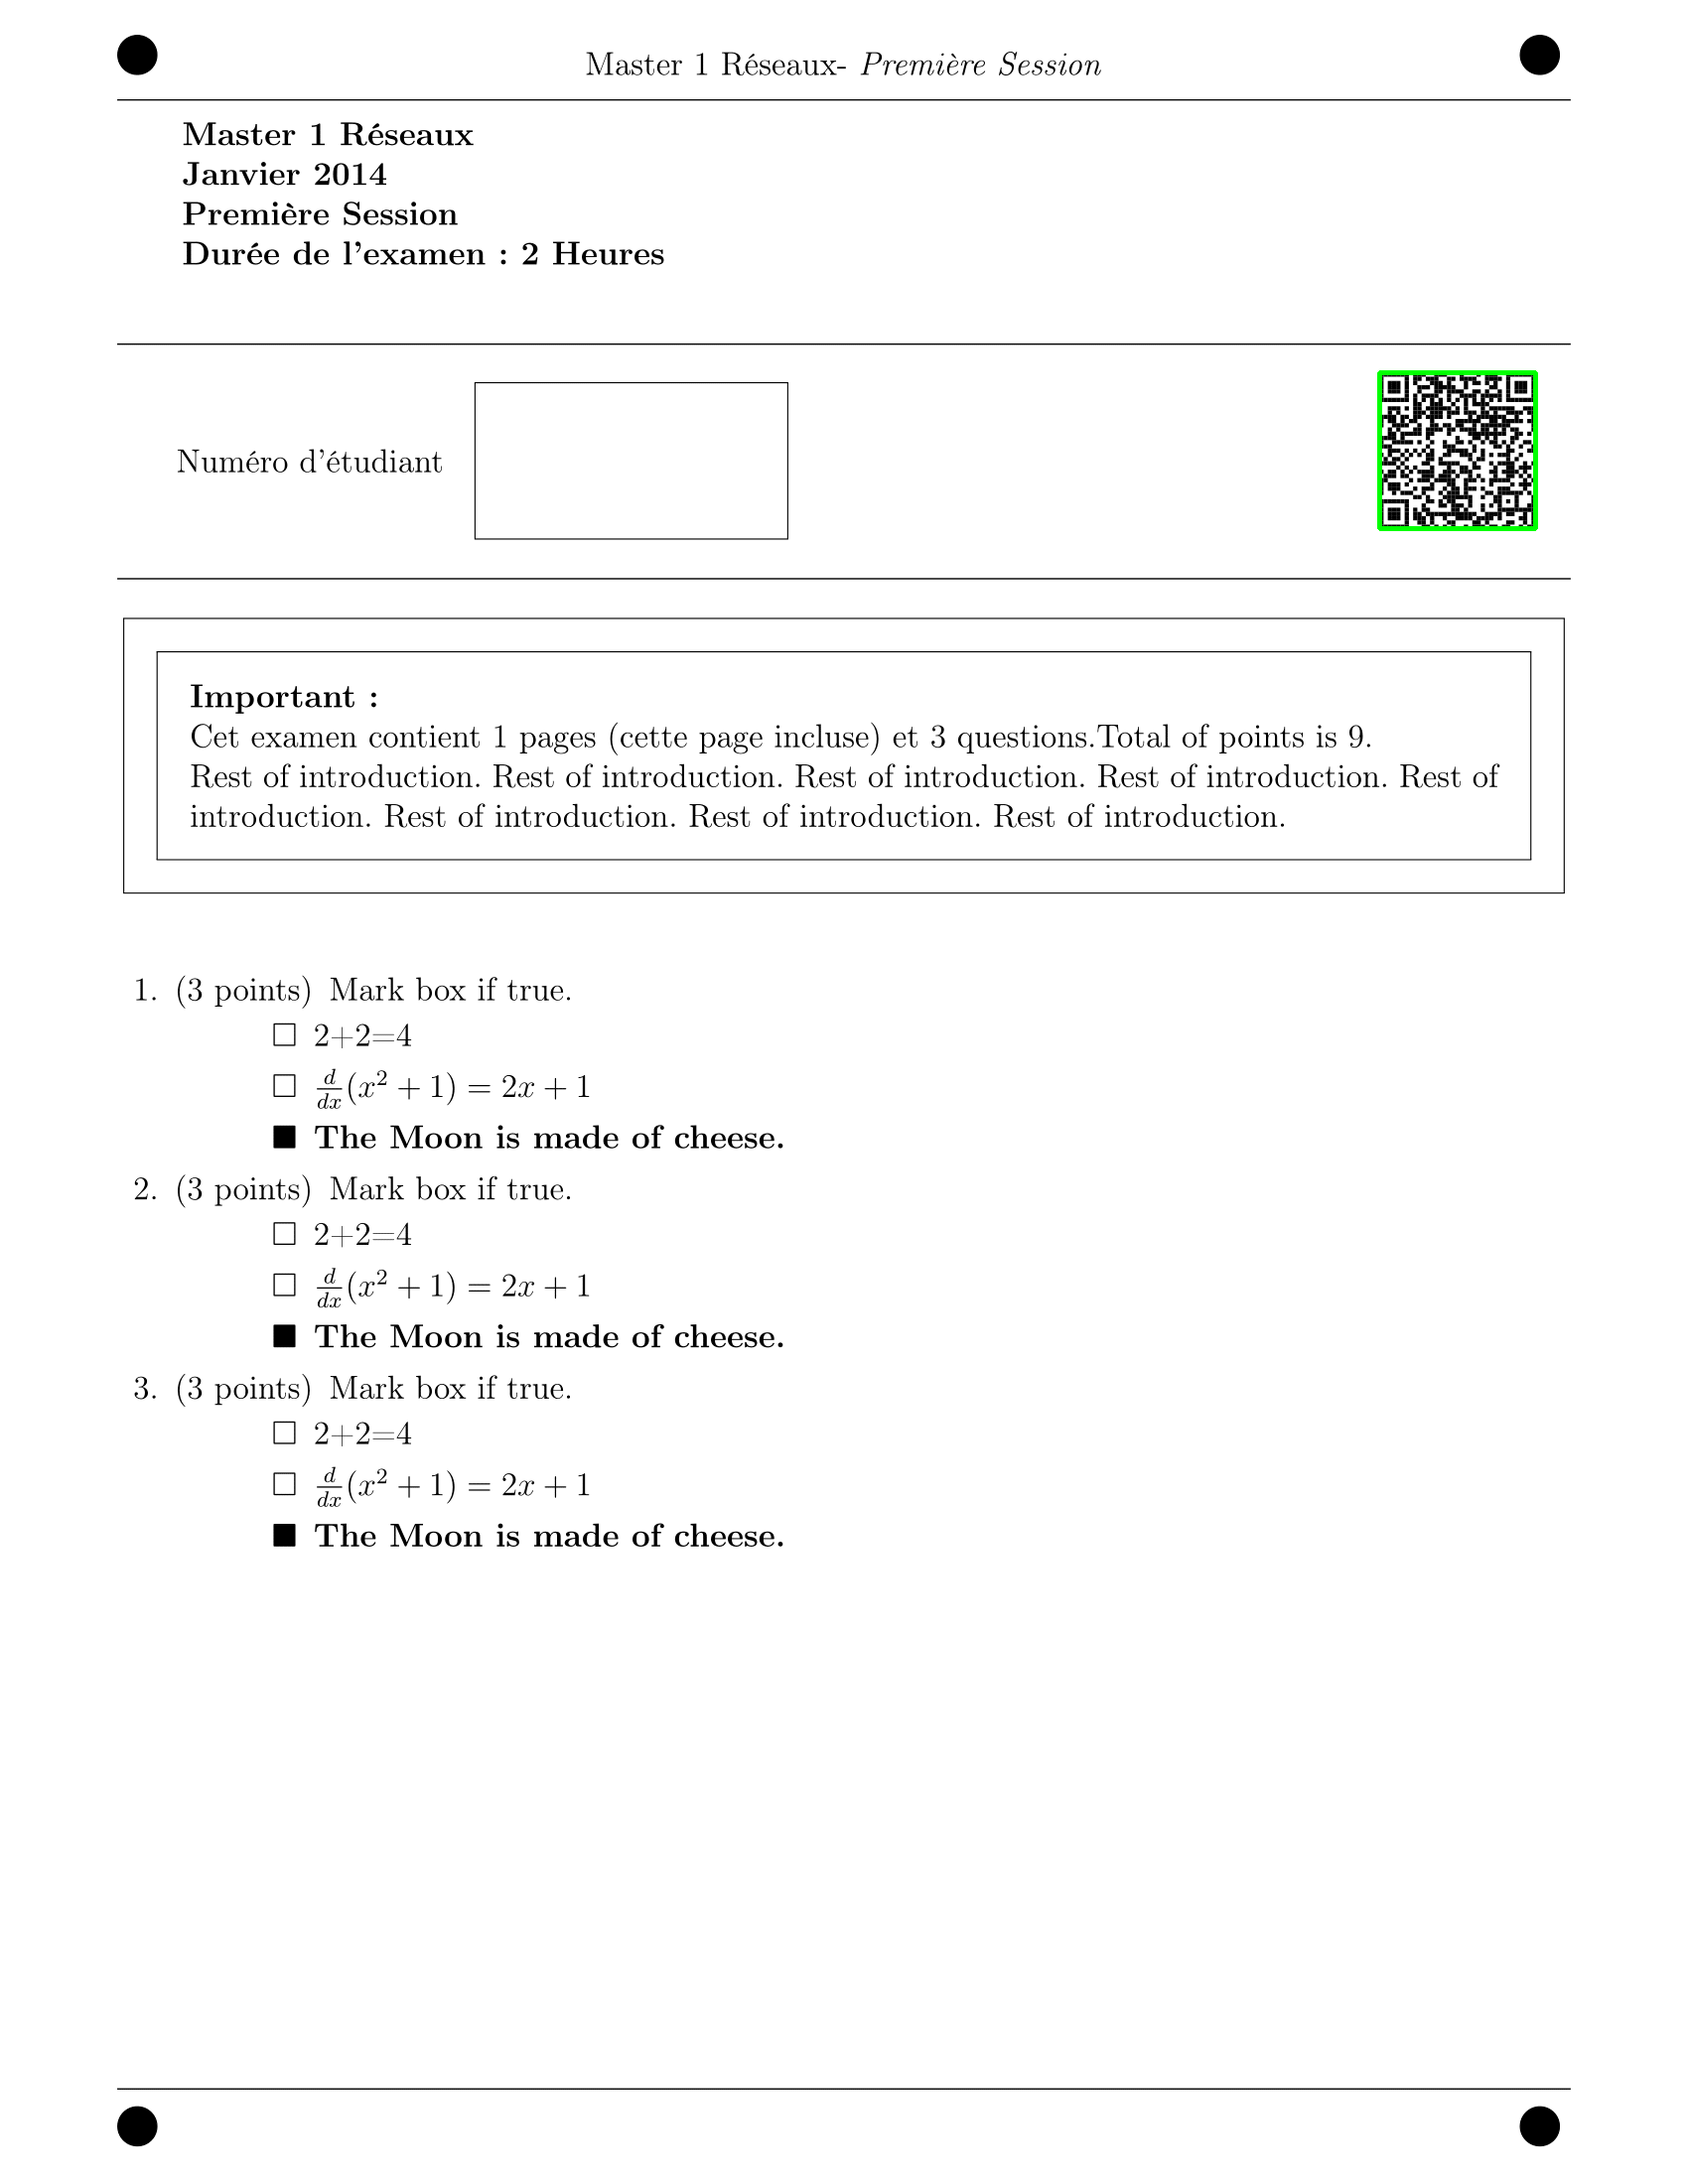 Master 1 Réseaux- Première Session
Master 1 Réseaux
Janvier 2014
Première Session
Durée de l'examen : 2 Heures
Numéro d'étudiant
Important :
Cet examen contient 1 pages (cette page incluse) et 3 questions.Total of points is 9.
Rest of introduction. Rest of introduction. Rest of introduction. Rest of introduction. Rest of
introduction. Rest of introduction. Rest of introduction. Rest of introduction.
1. (3 points) Mark box if true.
□ 2+2=4
□ d/dx(x² + 1) = 2x + 1
■ The Moon is made of cheese.
2. (3 points) Mark box if true.
□ 2+2=4
□ d/dx(x² + 1) = 2x + 1
■ The Moon is made of cheese.
3. (3 points) Mark box if true.
□ 2+2=4
□ d/dx(x² + 1) = 2x + 1
■ The Moon is made of cheese.